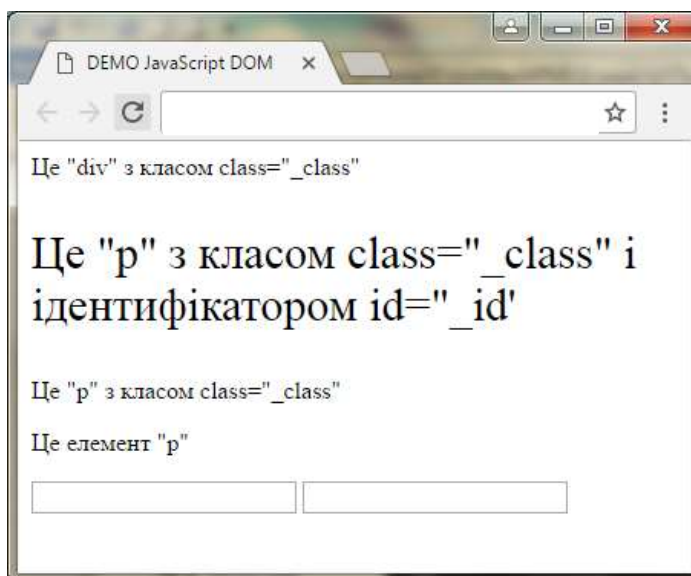 DEMO JavaScript DOM
Це "div" з класом class="_class"
Це "p" з класом class="_class" і
ідентифікатором id="_id'
Це "p" з класом class="_class"
Це елемент "p"